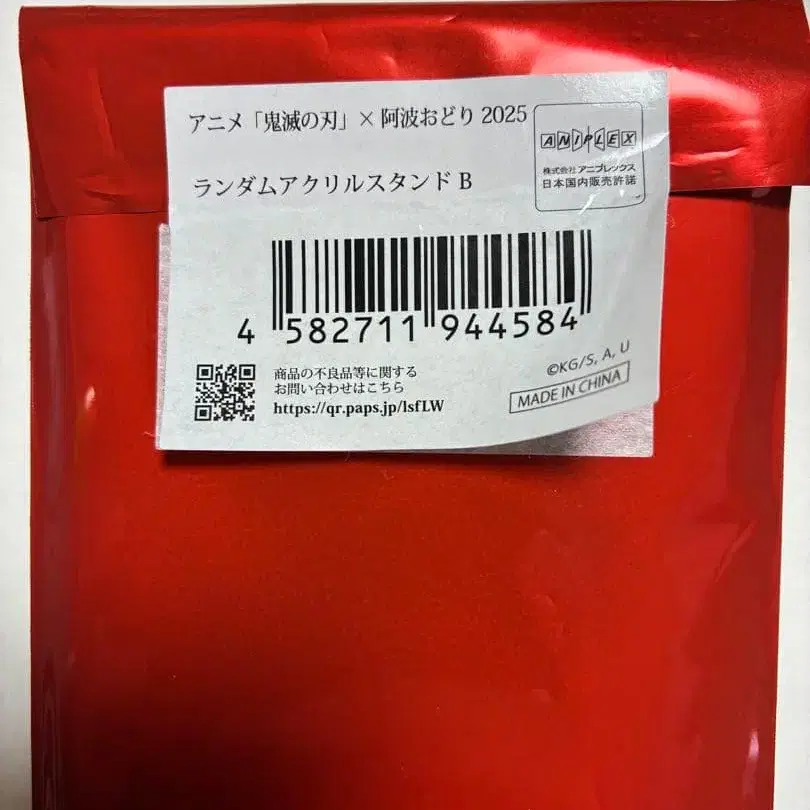 アニメ「鬼滅の刃」× 阿波おどり 2025
ANIPLEX
株式会社アニプレックス
日本国内販売許諾
ランダムアクリルスタンド B
4 582711 944584
商品の不良品等に関する
お問い合わせはこちら
https://qr.paps.jp/lsfLW
©KG/S, A, U
MADE IN CHINA